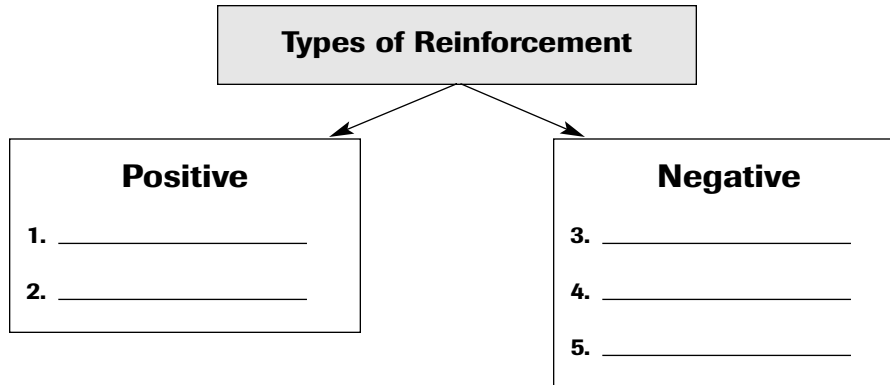 Types of Reinforcement
Positive
1.
2.
Negative
3.
4.
5.